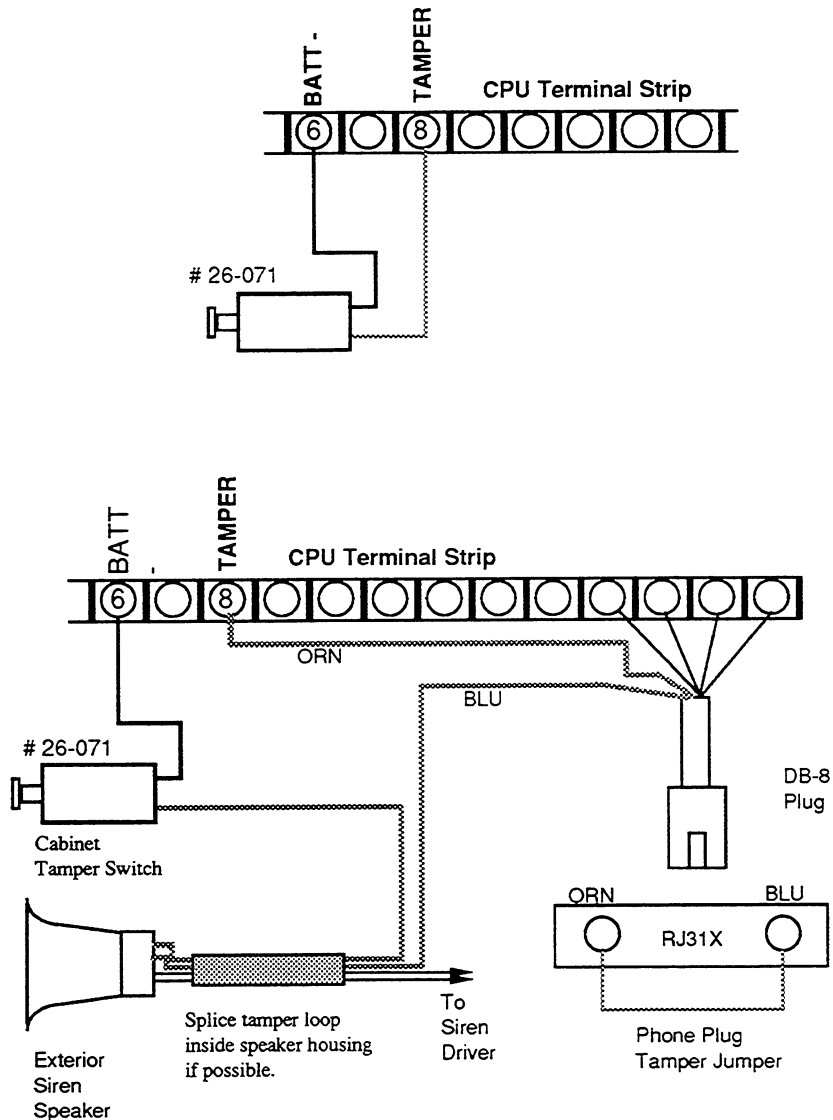 BATT -
TAMPER
CPU Terminal Strip
6
8
# 26-071
BATT -
TAMPER
CPU Terminal Strip
6
8
ORN
BLU
# 26-071
DB-8
Plug
Cabinet
Tamper Switch
ORN
BLU
RJ31X
To
Siren
Driver
Splice tamper loop
inside speaker housing
if possible.
Phone Plug
Tamper Jumper
Exterior
Siren
Speaker